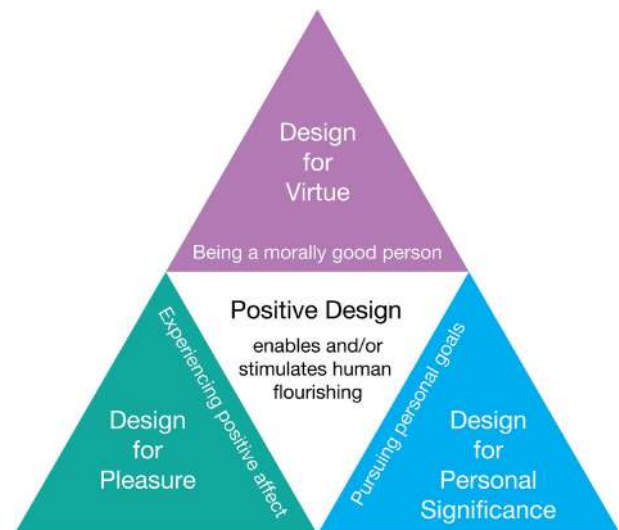 Design
for
Virtue
Being a morally good person
Positive Design
enables and/or
stimulates human
flourishing
Experiencing positive affect
Design
for
Pleasure
Pursuing personal goals
Design
for
Personal
Significance